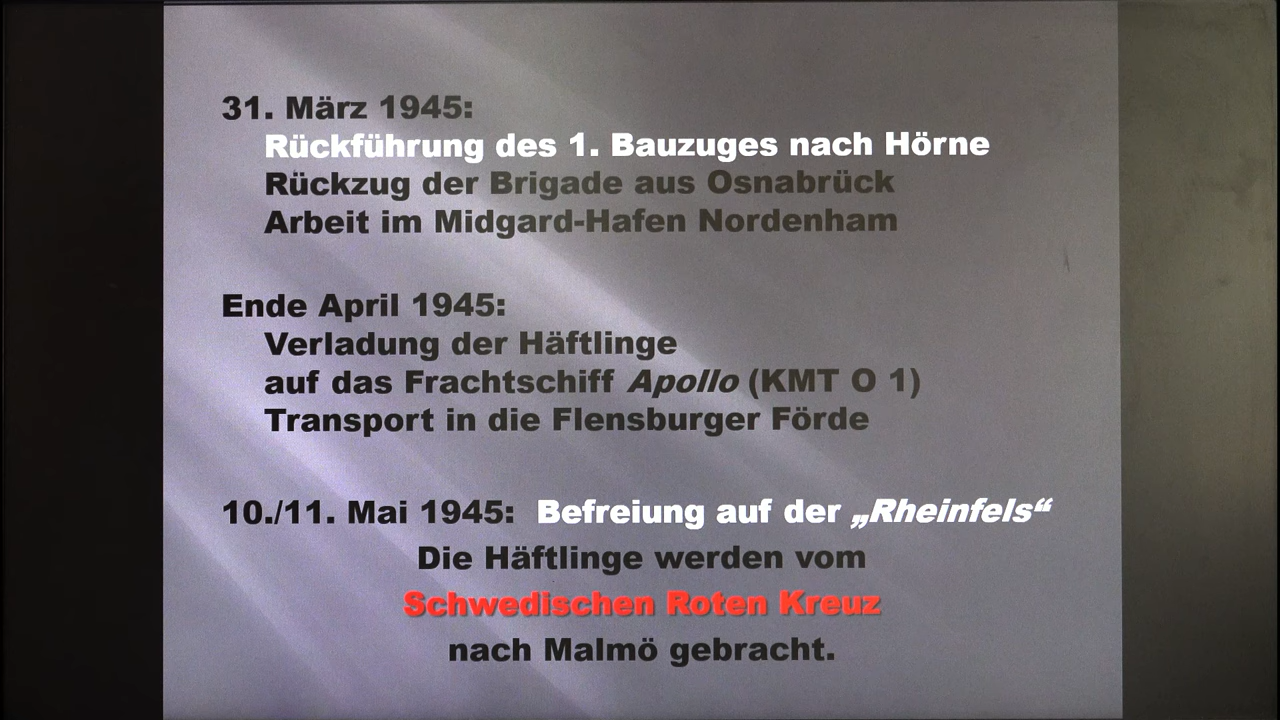 31. März 1945:
Rückführung des 1. Bauzuges nach Hörne
Rückzug der Brigade aus Osnabrück
Arbeit im Midgard-Hafen Nordenham
Ende April 1945:
Verladung der Häftlinge
auf das Frachtschiff Apollo (KMT O 1)
Transport in die Flensburger Förde
10./11. Mai 1945: Befreiung auf der „Rheinfels“
Die Häftlinge werden vom
Schwedischen Roten Kreuz
nach Malmö gebracht.